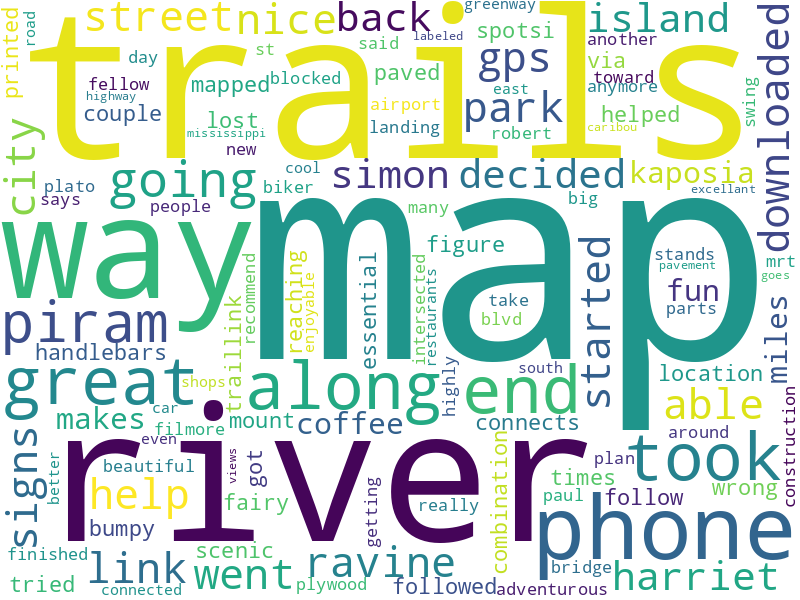 greenway
printed
road
street
nice
back
island
trails
labeled
spotsi
another
said
st
day
gps
paved
via
toward
anymore
mapped
blocked
fellow
highway
couple
park
east
airport
helped
swing
downloaded
lost
landing
robert
caribou
mississippi
new
city
cool
going
simon
decided
kaposia
plato
biker
excellant
says
people
many
big
way
map
figure
stands
pavement
mrt
goes
recommend
reaching
enjoyable
essential
intersected
restaurants
started
take
fun
parts
blvd
piram
traillink
miles
handlebars
great
shops
along
end
south
location
highly
able
car
makes
filmore
mount
coffee
connects
construction
signs
even
river
around
took
better
beautiful
views
got
combination
plan
times
wrong
help
fairy
getting
really
paul
follow
bumpy
phone
finished
link
scenic
ravine
bridge
tried
connected
went
plywood
followed
adventurous
harriet